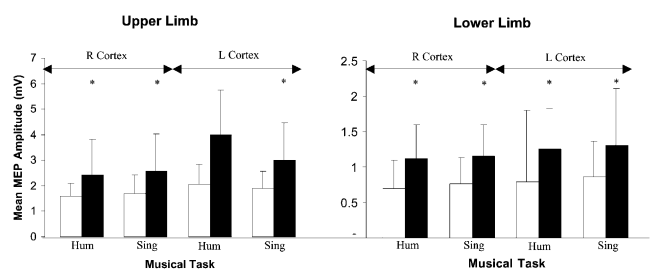 Upper Limb
Lower Limb
Mean MEP Amplitude (mV)
7
6
5
4
3
2
1
0
R Cortex
L Cortex
*
*
*
Hum
Sing
Hum
Sing
Musical Task
2.5
2
1.5
1
0.5
-
R Cortex
L Cortex
*
*
*
*
Hum
Sing
Hum
Sing
Musical Task